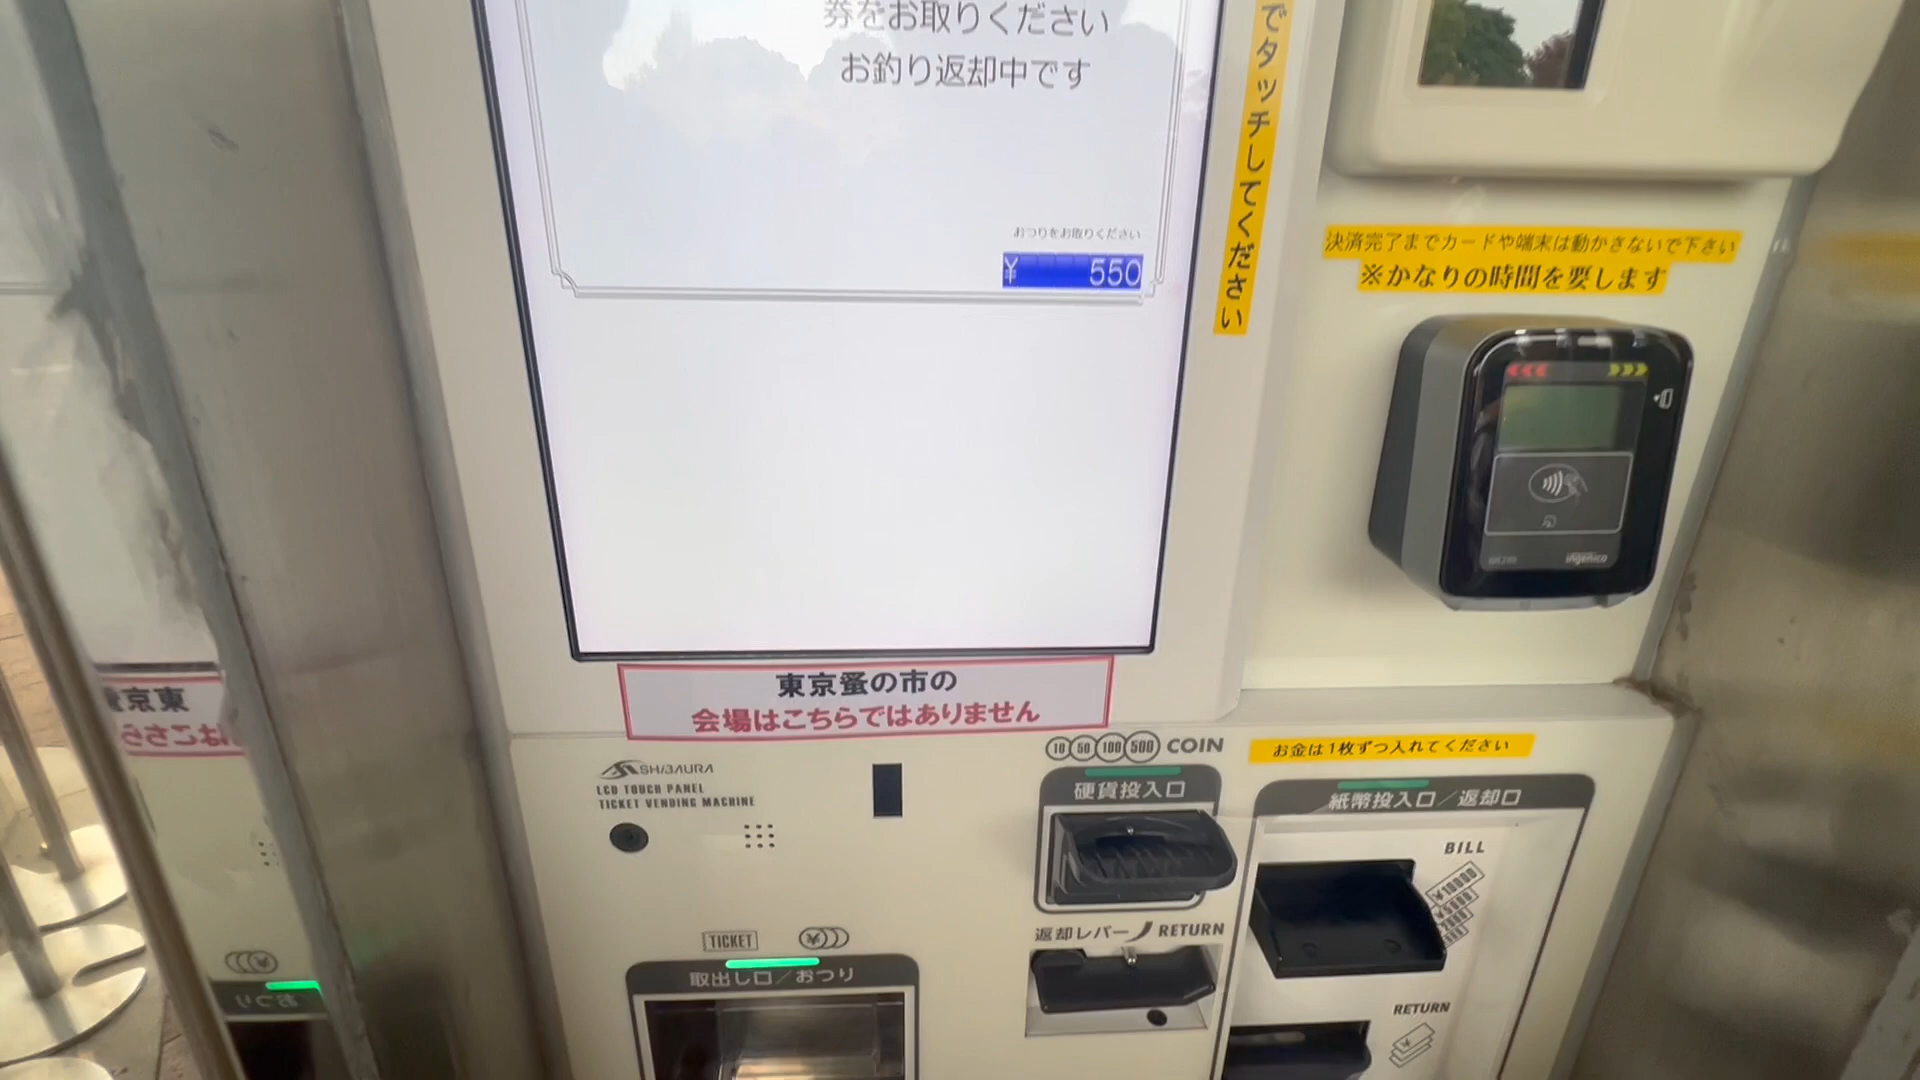 券をお取りください
お釣り返却中です
おつりをお取りください
¥ 550
でタッチしてください
決済完了までカードや端末は動かさないで下さい
※かなりの時間を要します
ingenico
東京蚤の市の
会場はこちらではありません
SHIBAURA
LCD TOUCH PANEL
TICKET VENDING MACHINE
10 50 100 500 COIN
硬貨投入口
お金は1枚ずつ入れてください
紙幣投入口/返却口
BILL
返却レバー RETURN
TICKET ¥
取出し口/おつり
RETURN